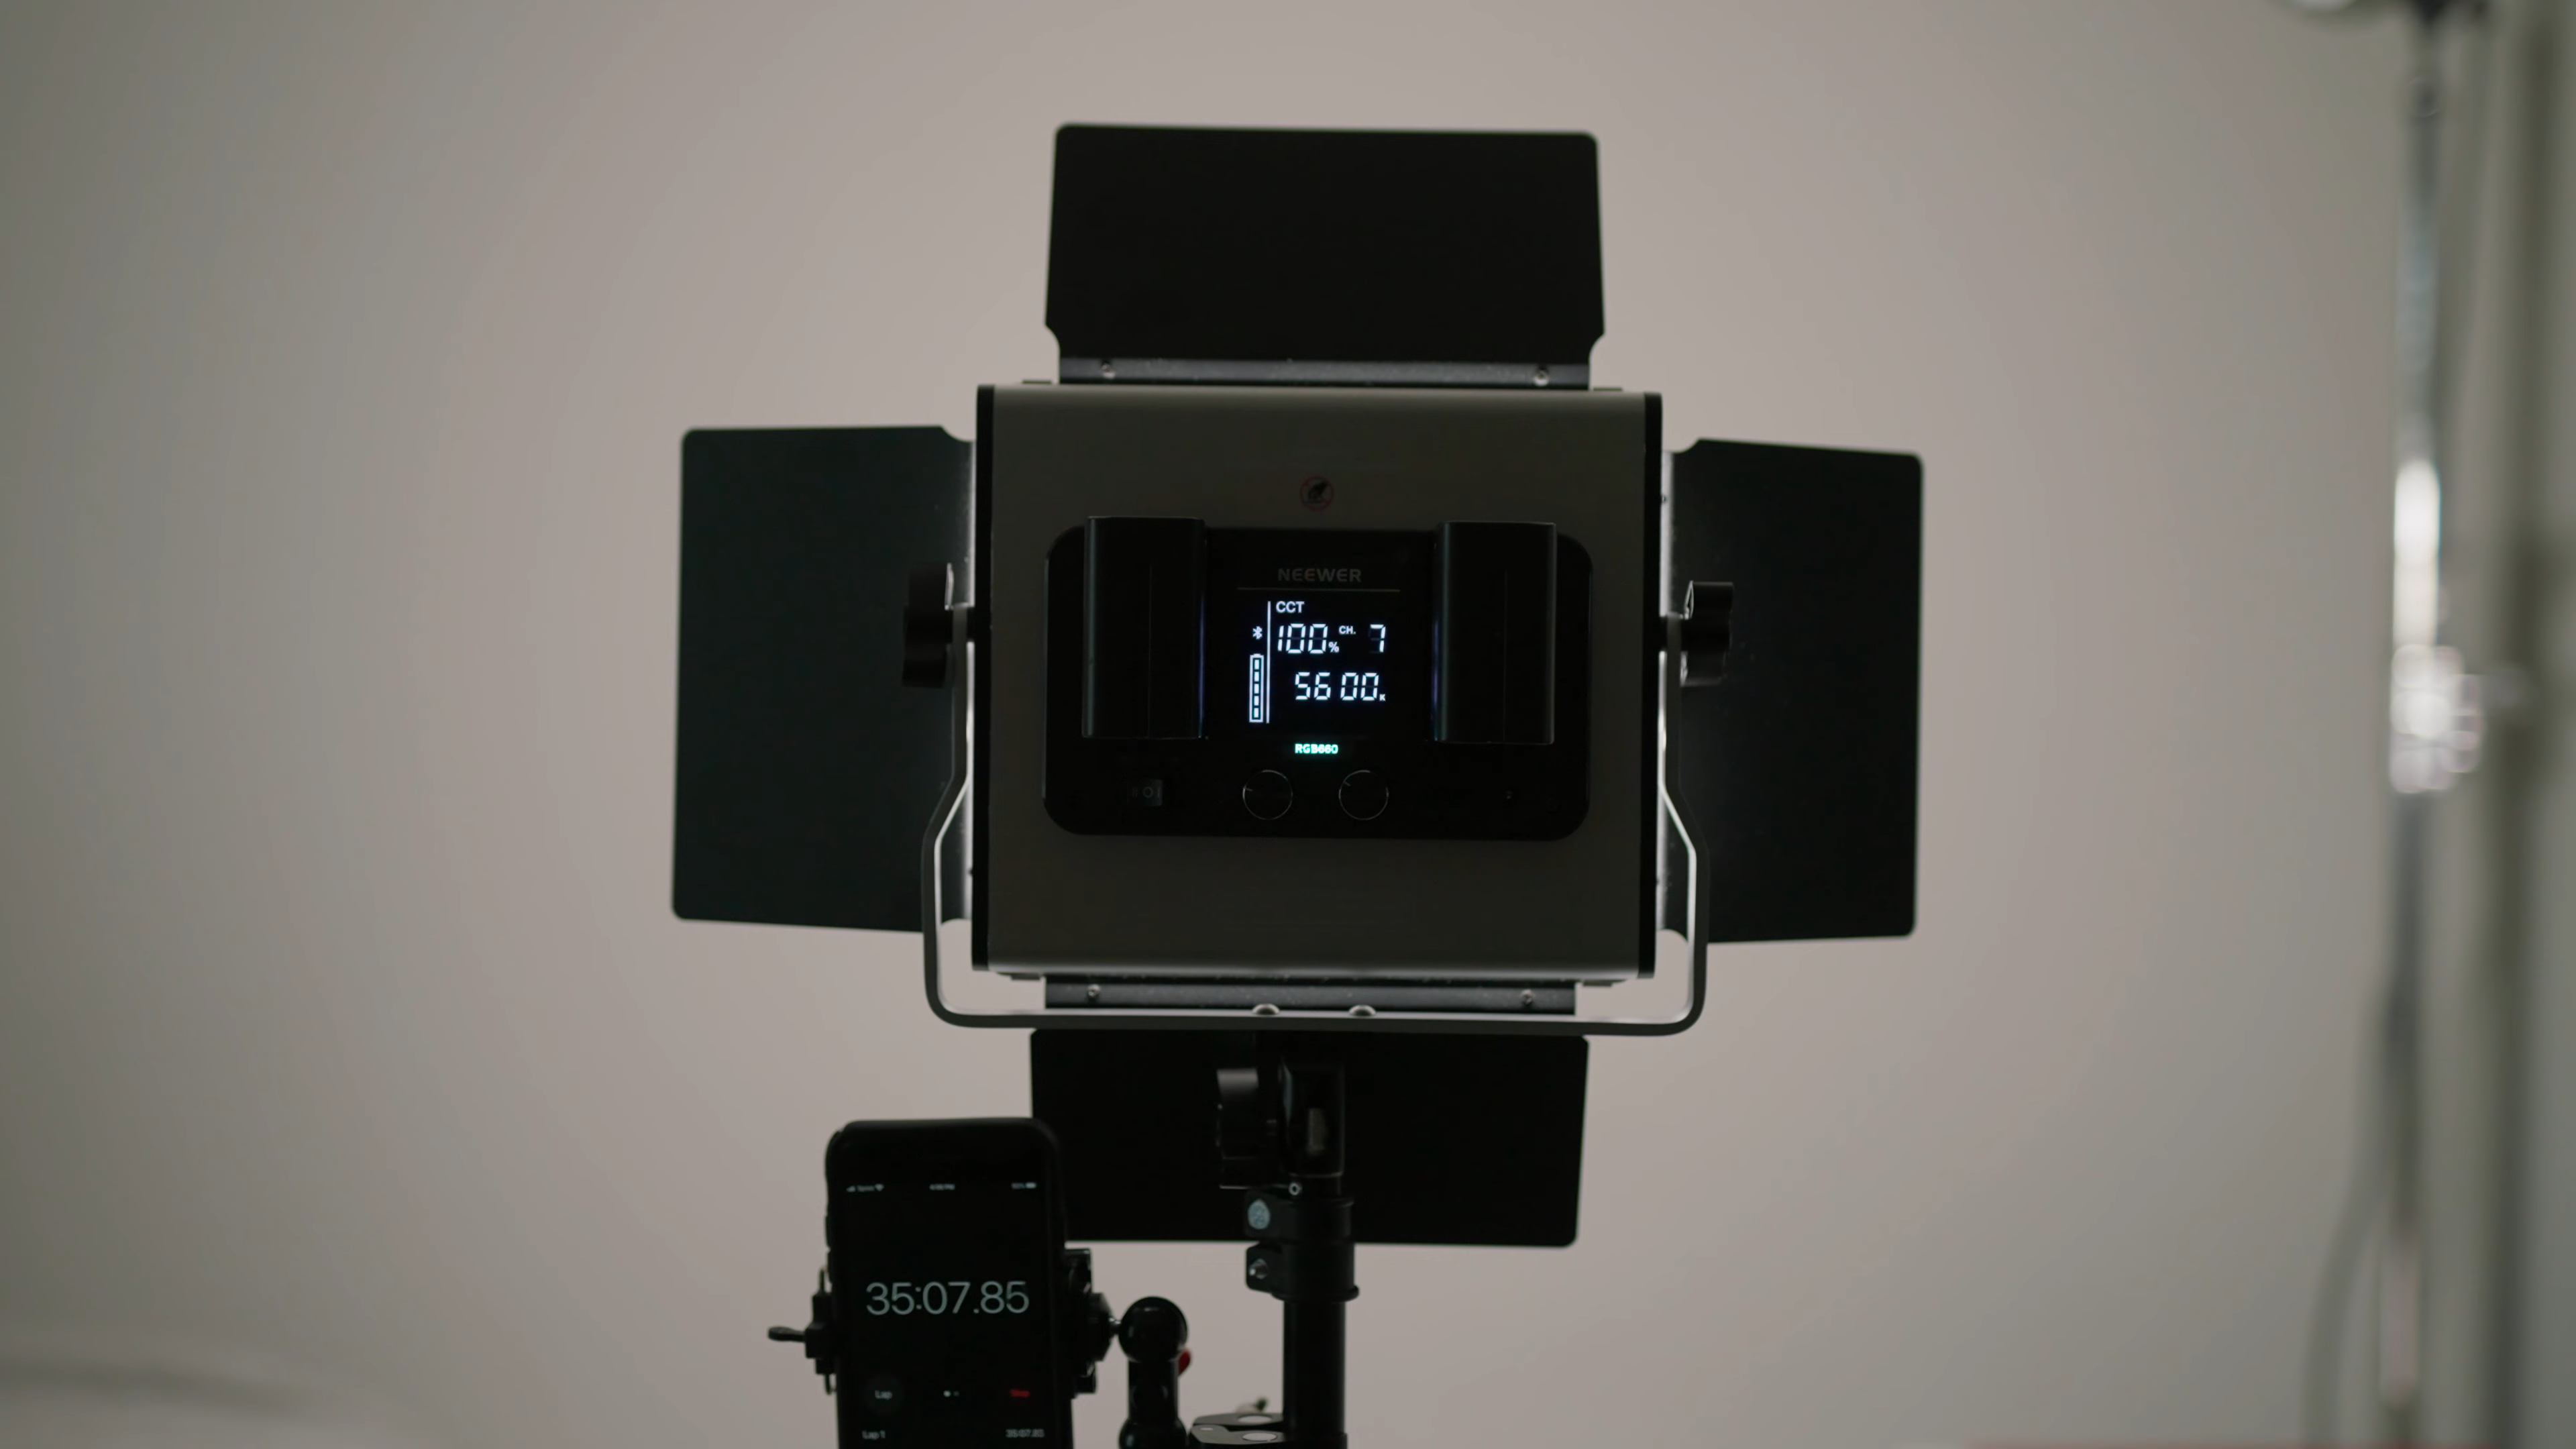 NEEWER
CCT
100% CH. 7
5600K
RGB660
35:07.85
Lap
Stop
Lap 1 35:07.85